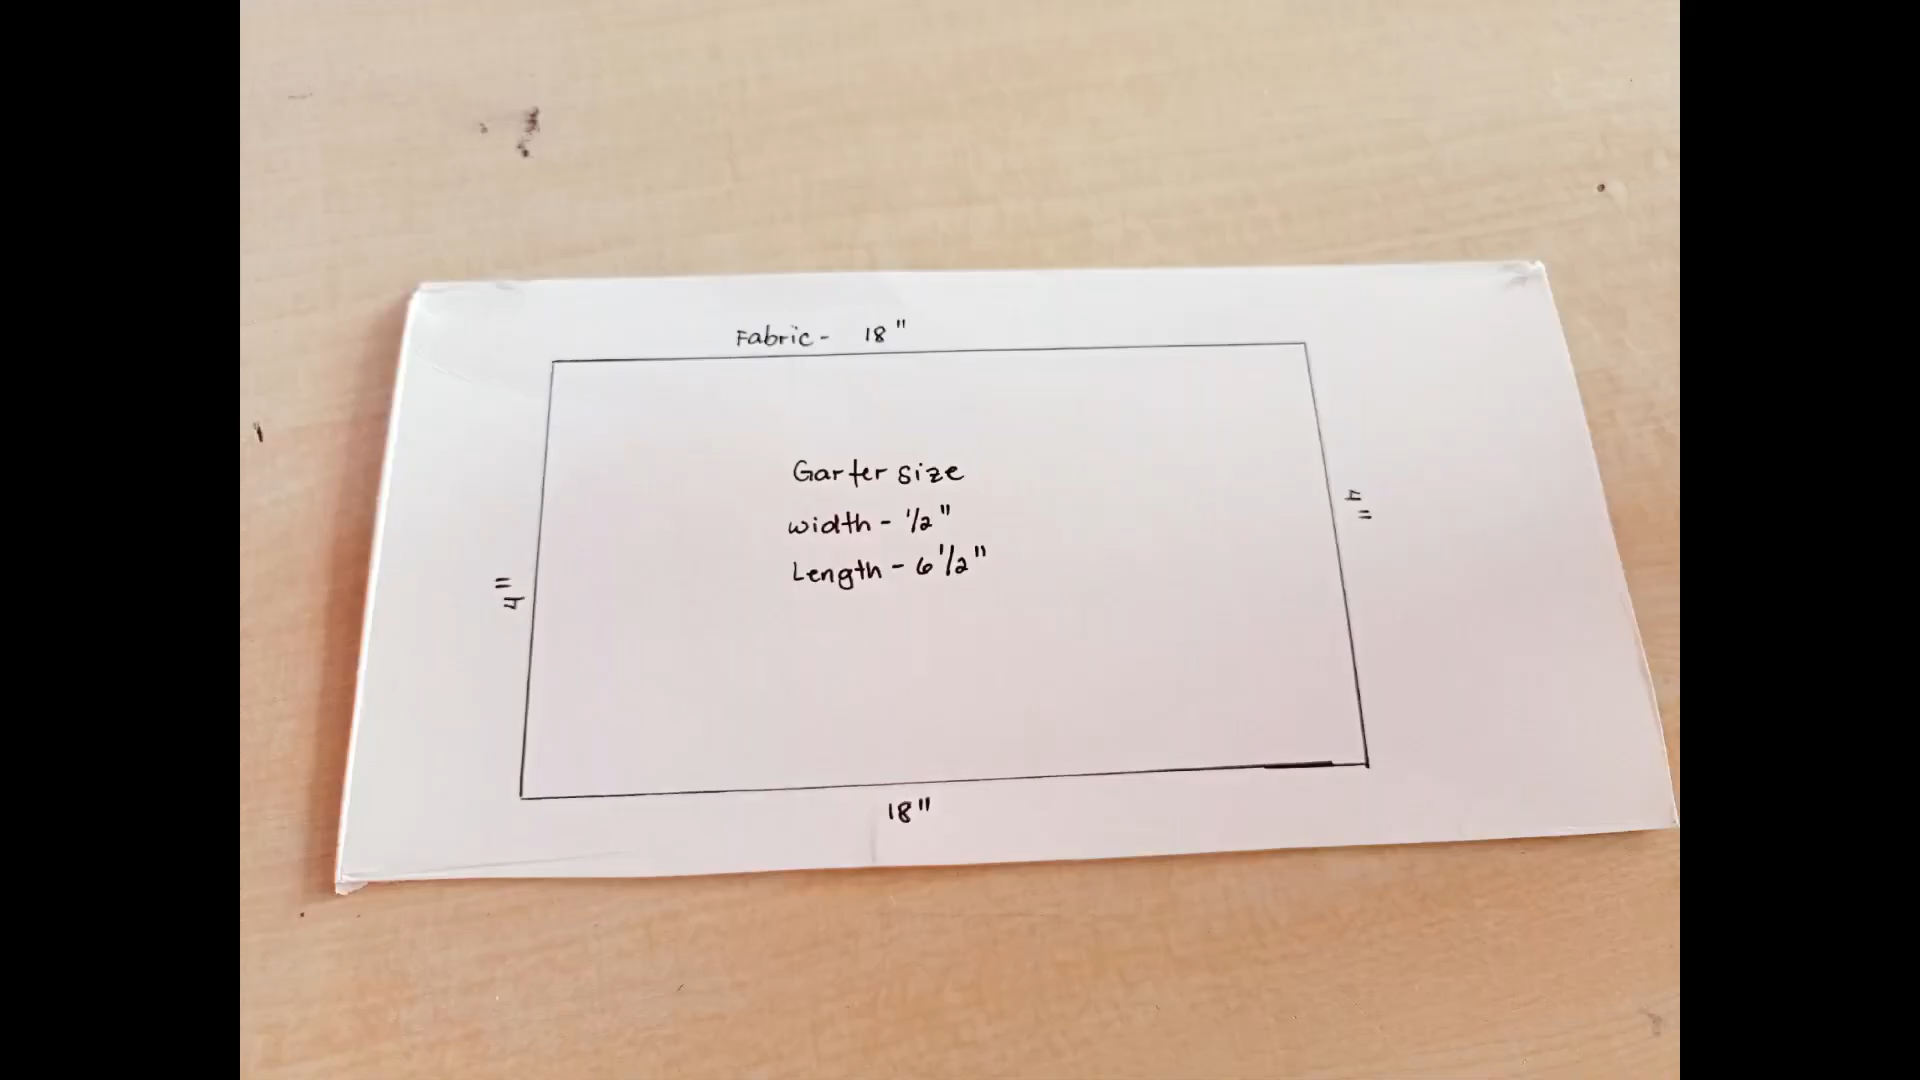 Fabric - 18"
Garter size
width - 1/2"
Length - 6 1/2"
4"
4"
18"